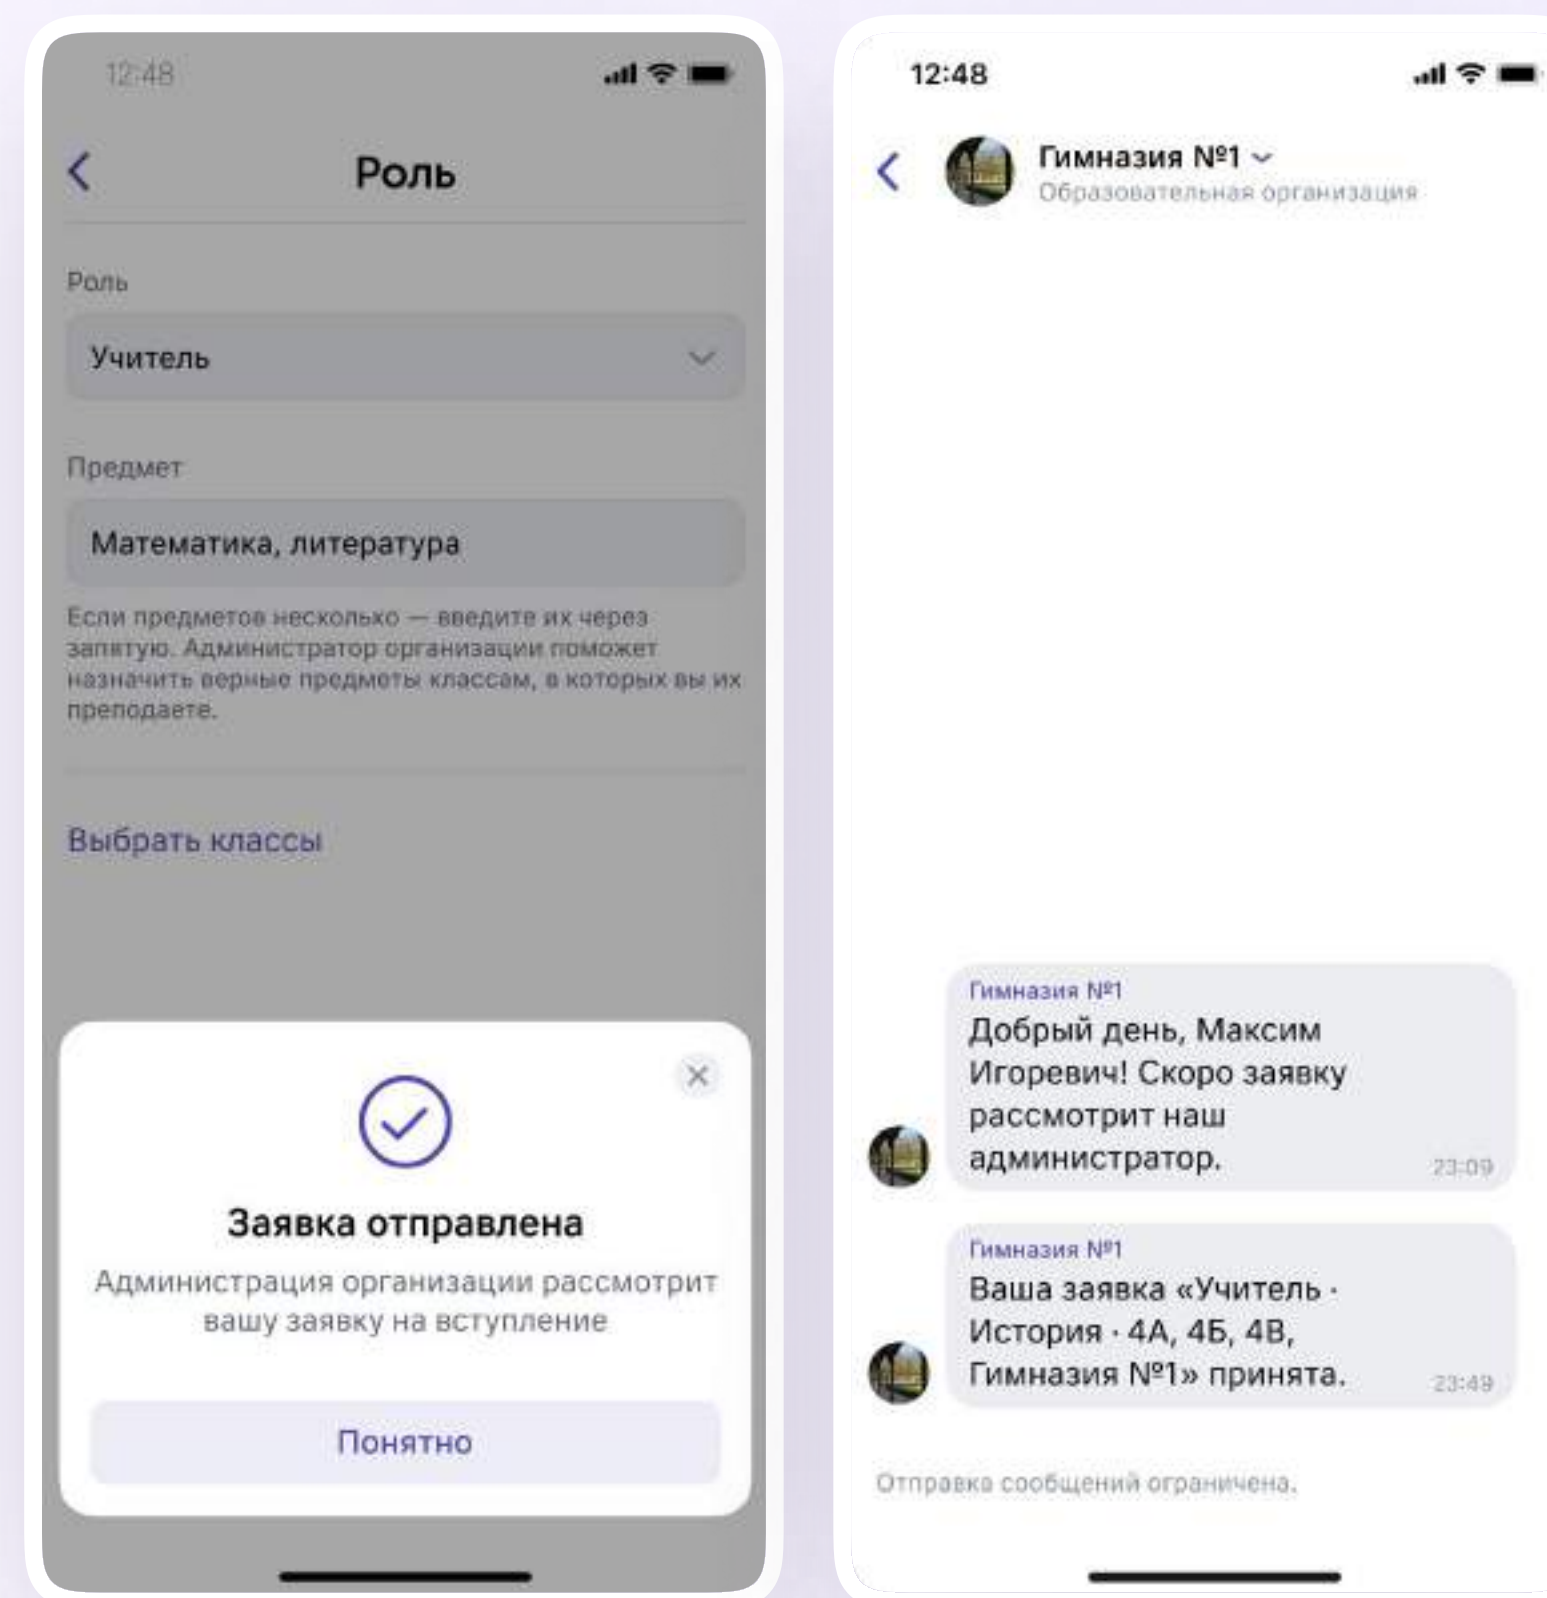 12:48
Роль
Роль
Учитель
Предмет
Математика, литература
Если предметов несколько — введите их через
запятую. Администратор организации поможет
назначить верные предметы классам, в которых вы их
преподаете.
Выбрать классы
Заявка отправлена
Администрация организации рассмотрит
вашу заявку на вступление
Понятно
12:48
Гимназия №1
Образовательная организация
Гимназия №1
Добрый день, Максим
Игоревич! Скоро заявку
рассмотрит наш
администратор.
23:09
Гимназия №1
Ваша заявка «Учитель ·
История · 4А, 4Б, 4В,
Гимназия №1» принята.
23:49
Отправка сообщений ограничена.